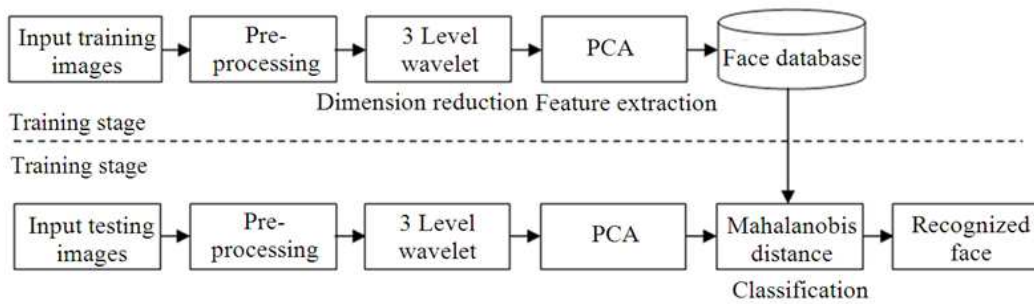 Input training
images
Pre-
processing
3 Level
wavelet
PCA
Face database
Dimension reduction
Feature extraction
Training stage
Training stage
Input testing
images
Pre-
processing
3 Level
wavelet
PCA
Mahalanobis
distance
Recognized
face
Classification